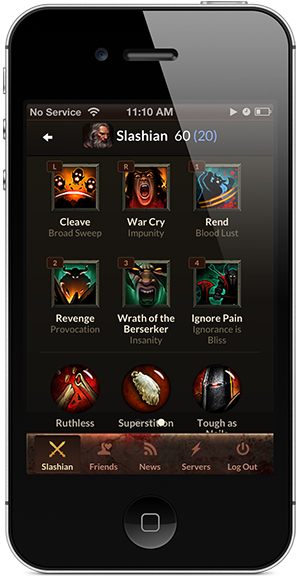 No Service 11:10 AM
Slashian 60 (20)
L R 1
Cleave War Cry Rend
Broad Sweep Impunity Blood Lust
2 3 4
Revenge Wrath of the Ignore Pain
Provocation Berserker Ignorance is
Insanity Bliss
Ruthless Superstition Tough as
Nails
Slashian Friends News Servers Log Out